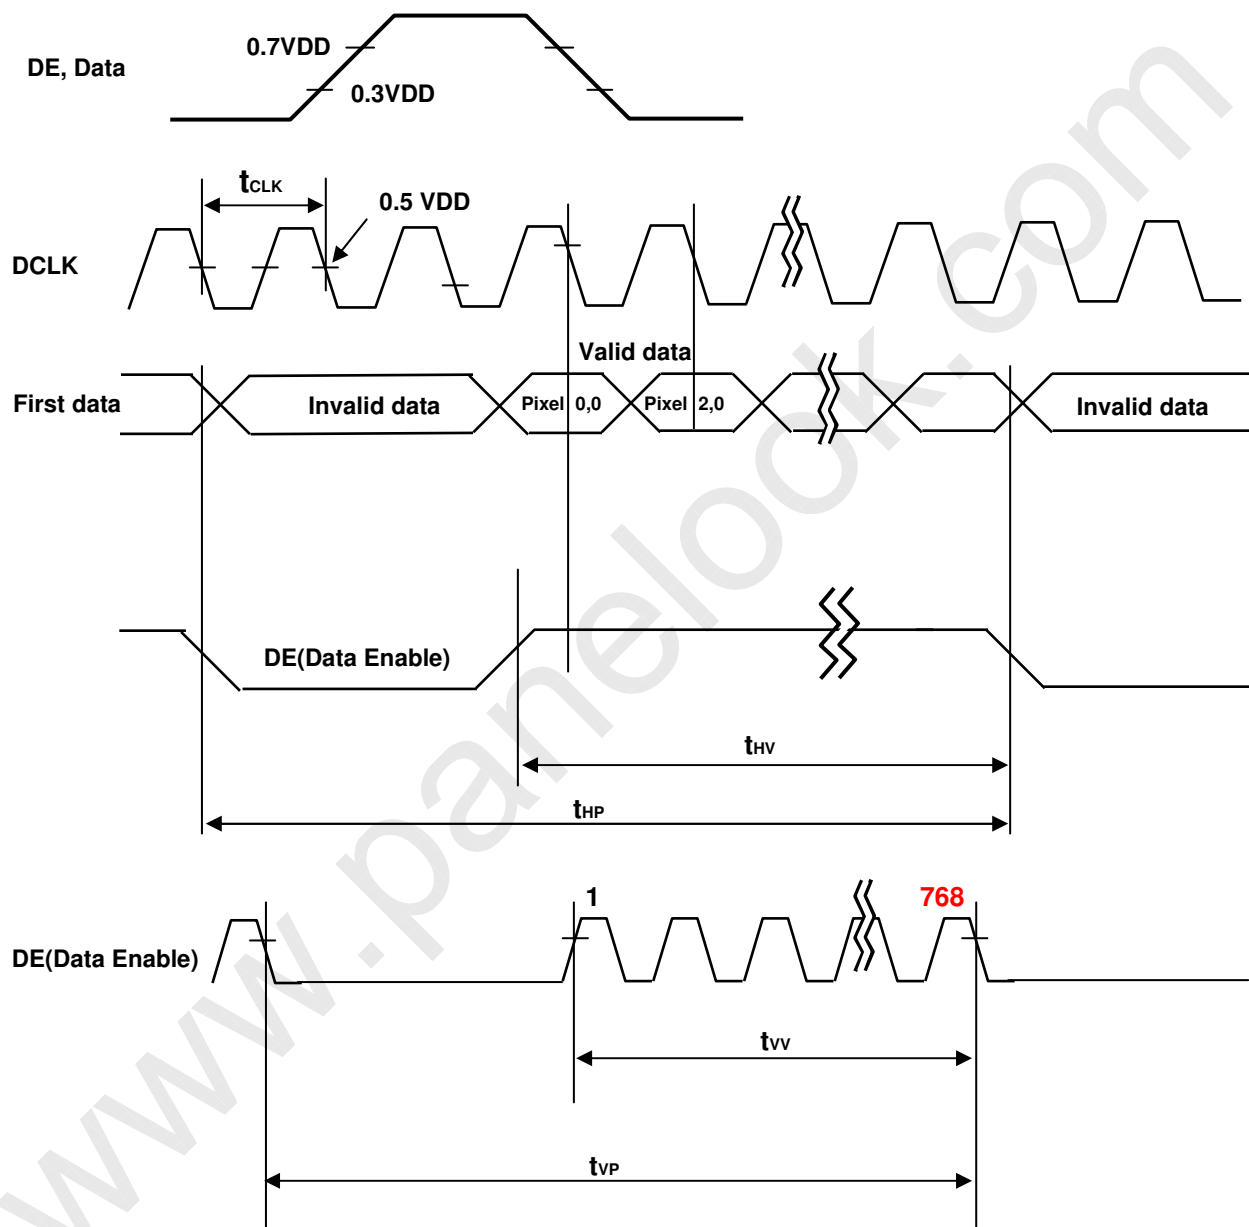 0.7VDD
DE, Data
0.3VDD
tCLK
0.5 VDD
DCLK
Valid data
First data
Invalid data
Pixel 0,0
Pixel 2,0
Invalid data
DE(Data Enable)
tHV
tHP
1
768
DE(Data Enable)
tVV
tVP
www.panelook.com